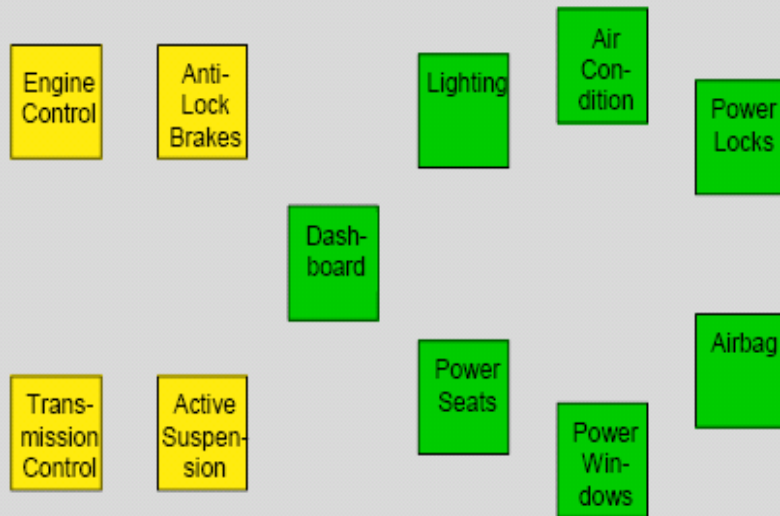 Engine
Control
Anti-
Lock
Brakes
Lighting
Air
Con-
dition
Power
Locks
Dash-
board
Trans-
mission
Control
Active
Suspen-
sion
Power
Seats
Power
Win-
dows
Airbag